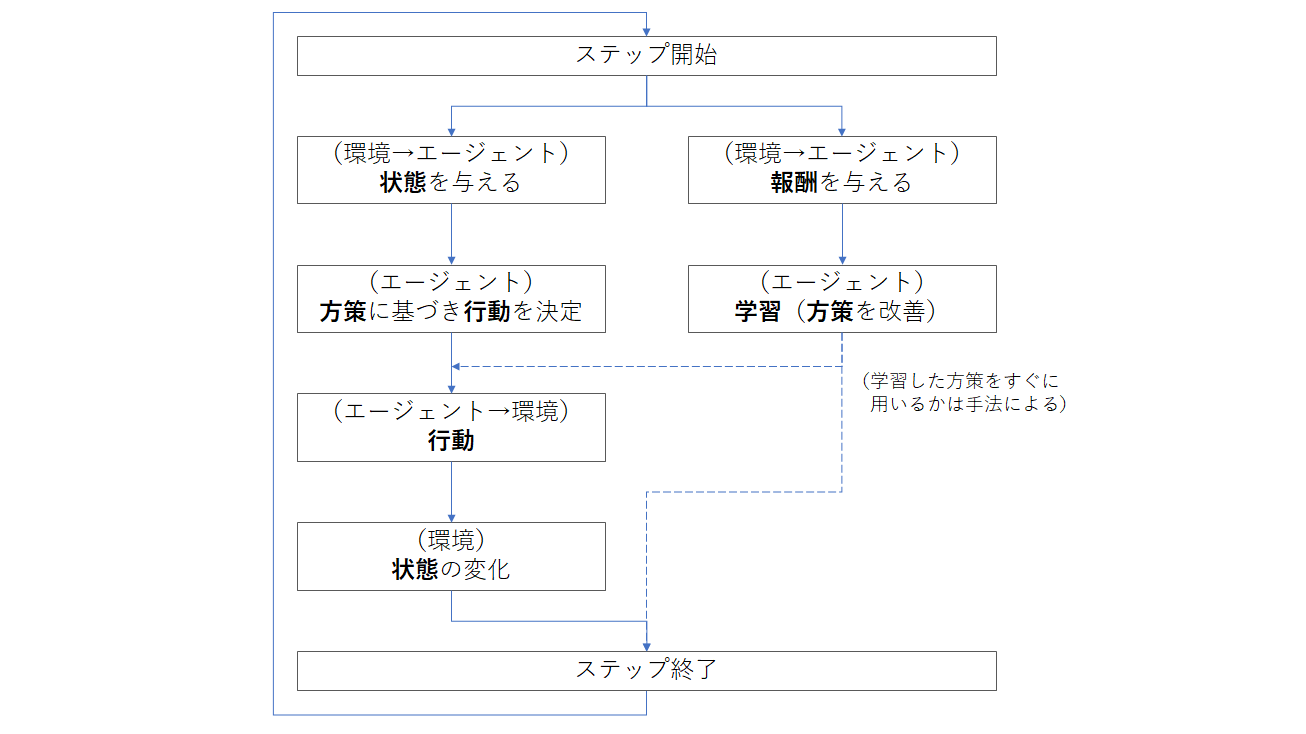 ステップ開始
（環境→エージェント）
状態を与える
（環境→エージェント）
報酬を与える
（エージェント）
方策に基づき行動を決定
（エージェント）
学習（方策を改善）
（学習した方策をすぐに
用いるかは手法による）
（エージェント→環境）
行動
（環境）
状態の変化
ステップ終了